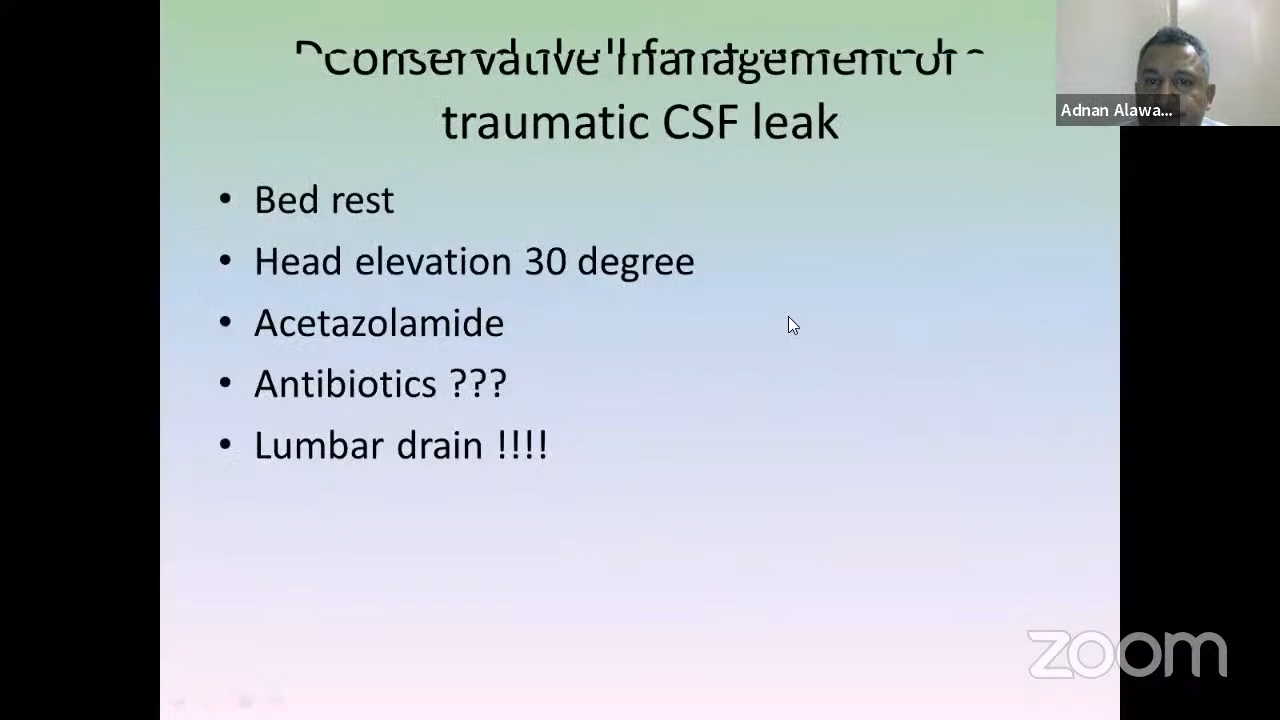 conservative management of
traumatic CSF leak
• Bed rest
• Head elevation 30 degree
• Acetazolamide
• Antibiotics ???
• Lumbar drain !!!!
Adnan Alawa...
zoom